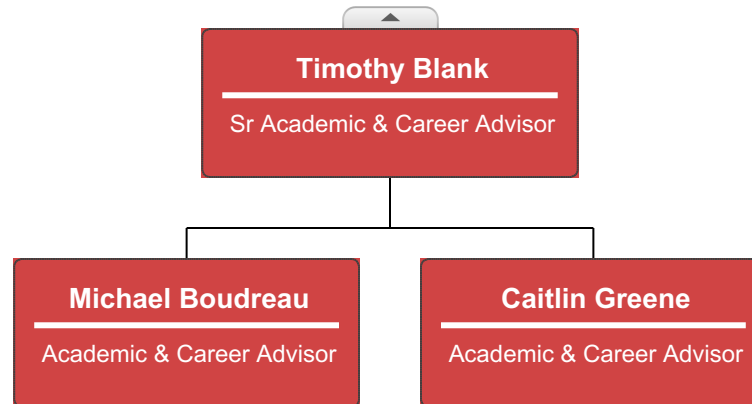 Timothy Blank
Sr Academic & Career Advisor
Michael Boudreau
Academic & Career Advisor
Caitlin Greene
Academic & Career Advisor